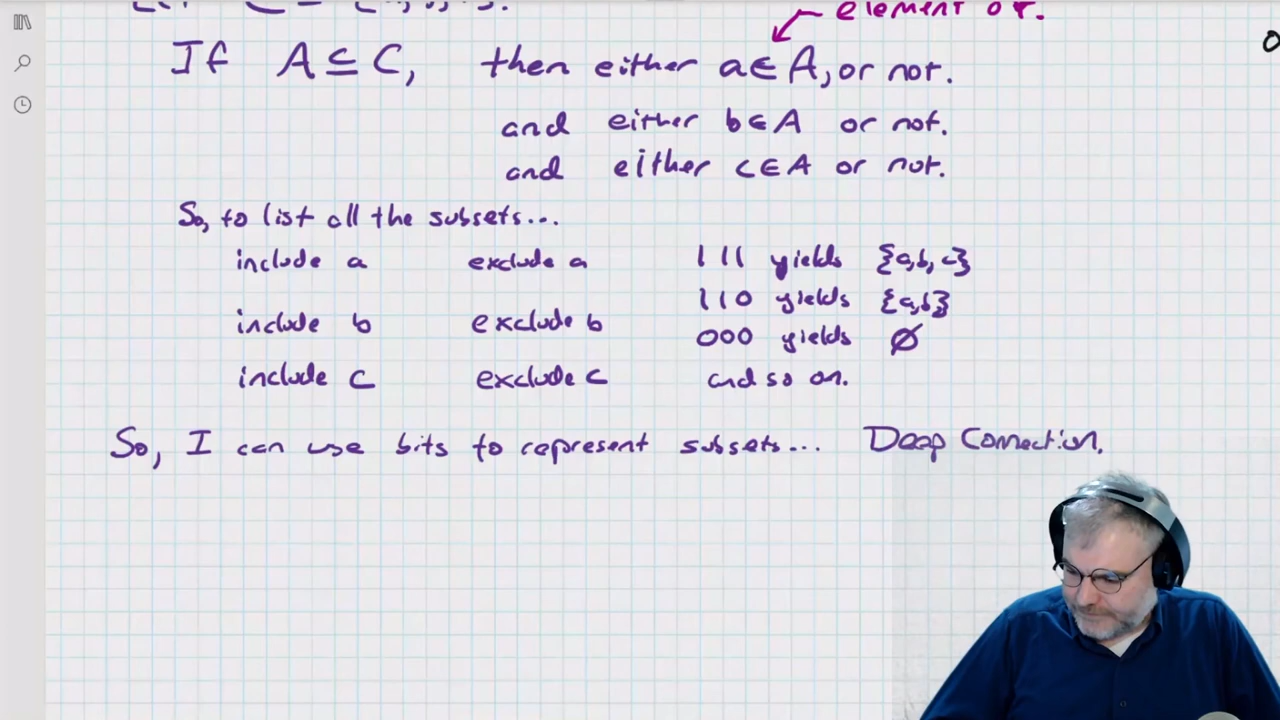 element of.
If A ⊆ C, then either a ∈ A, or not.
and either b ∈ A or not.
and either c ∈ A or not.
So, to list all the subsets...
include a exclude a 111 yields {a,b,c}
110 yields {a,b}
include b exclude b
000 yields ∅
include c exclude c and so on.
So, I can use bits to represent subsets... Deep Connection.